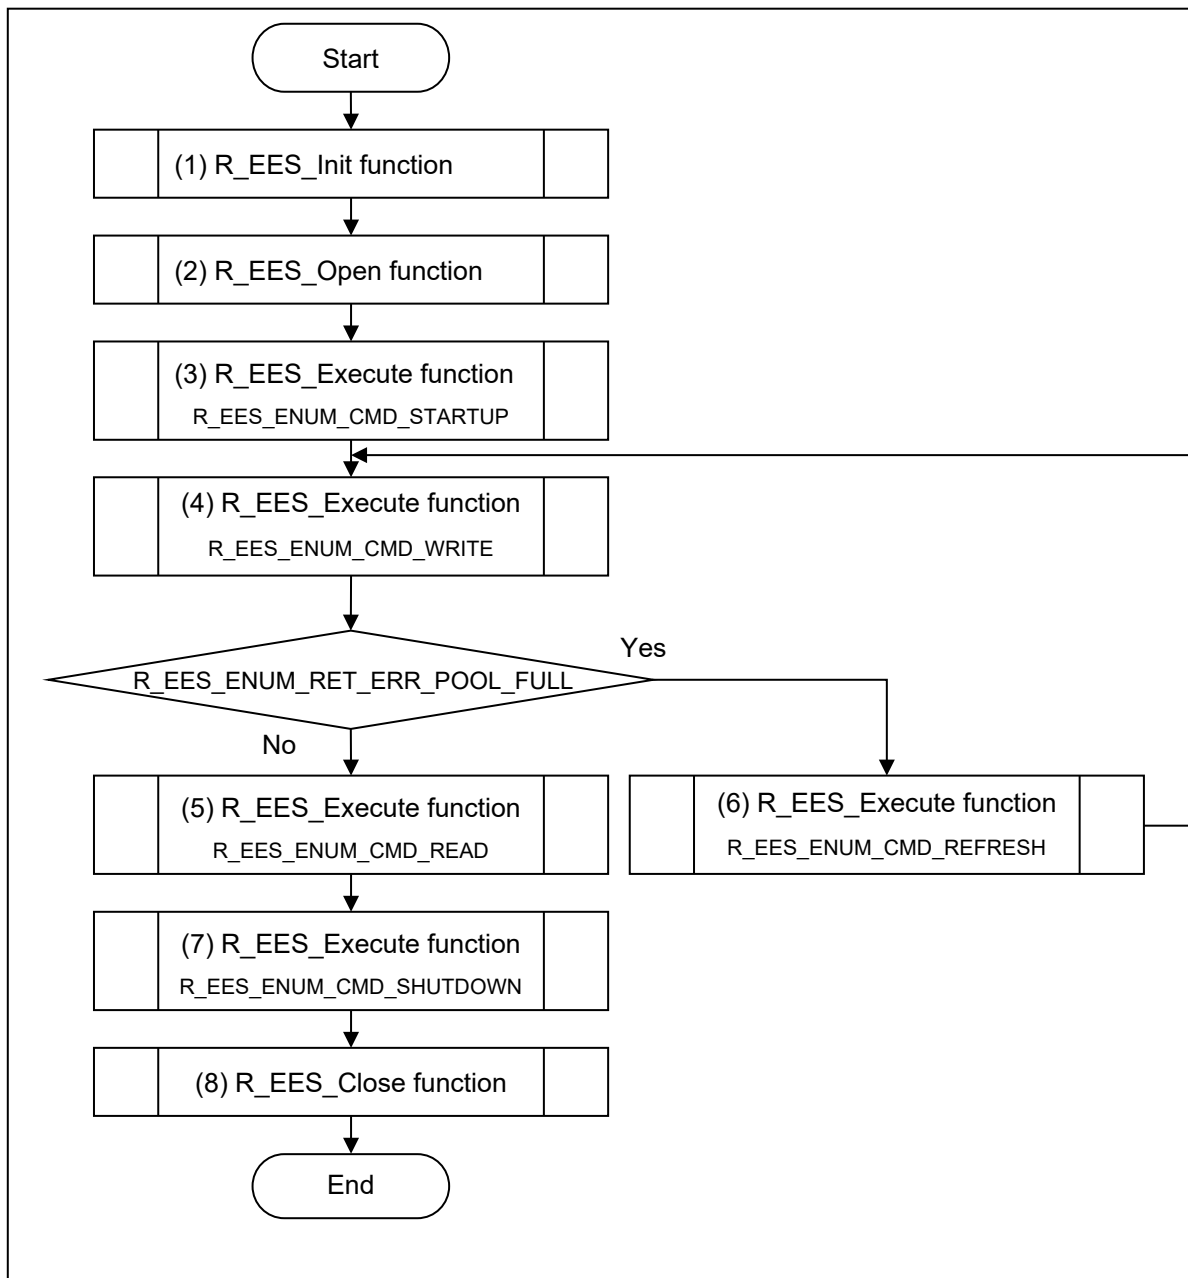 Start
(1) R_EES_Init function
(2) R_EES_Open function
(3) R_EES_Execute function
R_EES_ENUM_CMD_STARTUP
(4) R_EES_Execute function
R_EES_ENUM_CMD_WRITE
Yes
R_EES_ENUM_RET_ERR_POOL_FULL
No
(5) R_EES_Execute function
R_EES_ENUM_CMD_READ
(6) R_EES_Execute function
R_EES_ENUM_CMD_REFRESH
(7) R_EES_Execute function
R_EES_ENUM_CMD_SHUTDOWN
(8) R_EES_Close function
End